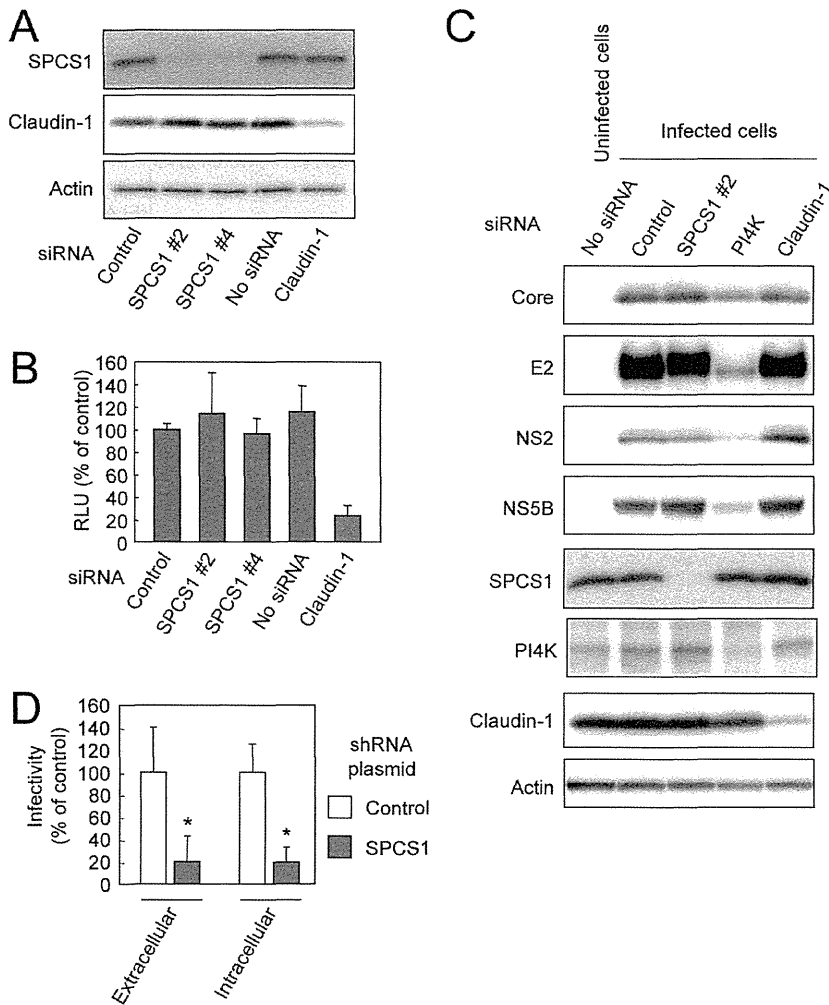 A
SPCS1
Claudin-1
Actin
siRNA
Control
SPCS1 #2
SPCS1 #4
No siRNA
Claudin-1
B
RLU (% of control)
160
140
120
100
80
60
40
20
0
siRNA
Control
SPCS1 #2
SPCS1 #4
No siRNA
Claudin-1
C
Uninfected cells
Infected cells
siRNA
No siRNA
Control
SPCS1 #2
PI4K
Claudin-1
Core
E2
NS2
NS5B
SPCS1
PI4K
Claudin-1
Actin
D
Infectivity
(% of control)
160
140
120
100
80
60
40
20
0
*
*
shRNA
plasmid
Control
SPCS1
Extracellular
Intracellular